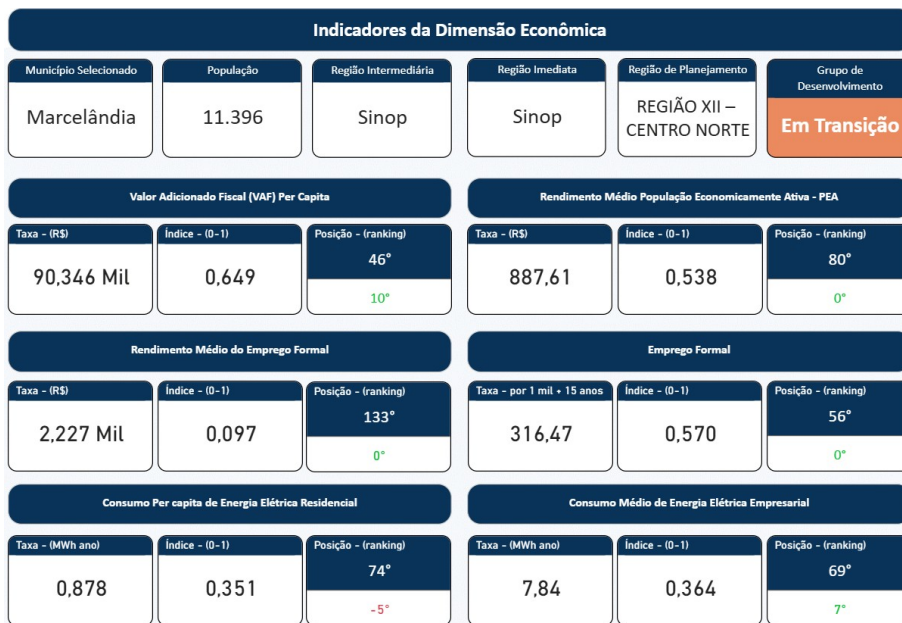 Indicadores da Dimensão Econômica
Município Selecionado
Marcelândia
População
11.396
Região Intermediária
Sinop
Região Imediata
Sinop
Região de Planejamento
REGIÃO XII –
CENTRO NORTE
Grupo de
Desenvolvimento
Em Transição
Valor Adicionado Fiscal (VAF) Per Capita
Taxa - (R$)
90,346 Mil
Índice - (0-1)
0,649
Posição - (ranking)
46°
10°
Rendimento Médio População Economicamente Ativa - PEA
Taxa - (R$)
887,61
Índice - (0-1)
0,538
Posição - (ranking)
80°
0°
Rendimento Médio do Emprego Formal
Taxa - (R$)
2,227 Mil
Índice - (0-1)
0,097
Posição - (ranking)
133°
0°
Emprego Formal
Taxa - por 1 mil + 15 anos
316,47
Índice - (0-1)
0,570
Posição - (ranking)
56°
0°
Consumo Per capita de Energia Elétrica Residencial
Taxa - (MWh ano)
0,878
Índice - (0-1)
0,351
Posição - (ranking)
74°
-5°
Consumo Médio de Energia Elétrica Empresarial
Taxa - (MWh ano)
7,84
Índice - (0-1)
0,364
Posição - (ranking)
69°
7°